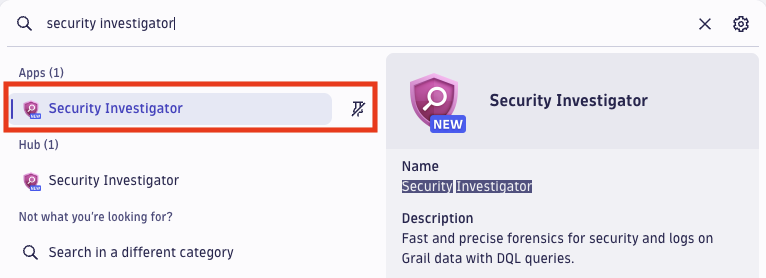 security investigator
Apps (1)
Security Investigator
NEW
Hub (1)
Security Investigator
NEW
Not what you're looking for?
Search in a different category
Security Investigator
NEW
Name
Security Investigator
Description
Fast and precise forensics for security and logs on
Grail data with DQL queries.